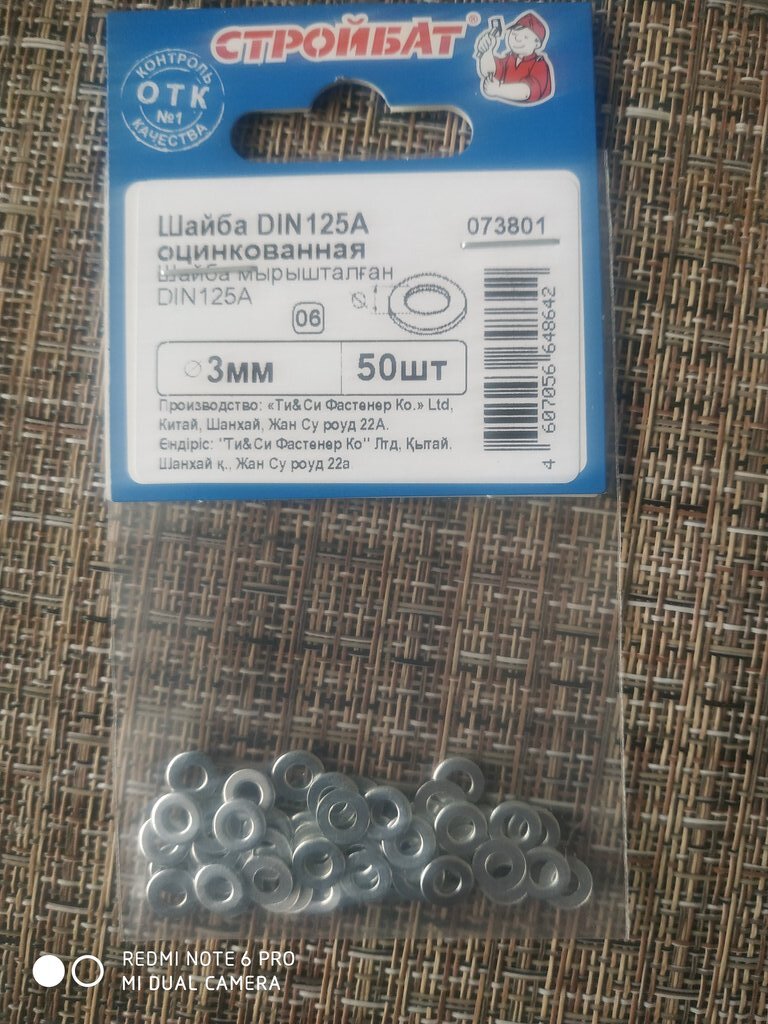 СТРОЙБАТ®
КОНТРОЛЬ
ОТК
№1
КАЧЕСТВА
Шайба DIN125A
оцинкованная
Шайба мырышталған
DIN125A
073801
06
⌀
⌀3мм
50шт
Производство: «Ти&Си Фастенер Ко.» Ltd,
Китай, Шанхай, Жан Су роуд 22А.
Өндіріс: "Ти&Си Фастенер Ко" Лтд, Қытай.
Шанхай қ., Жан Су роуд 22а
4 607056 648642
REDMI NOTE 6 PRO
MI DUAL CAMERA